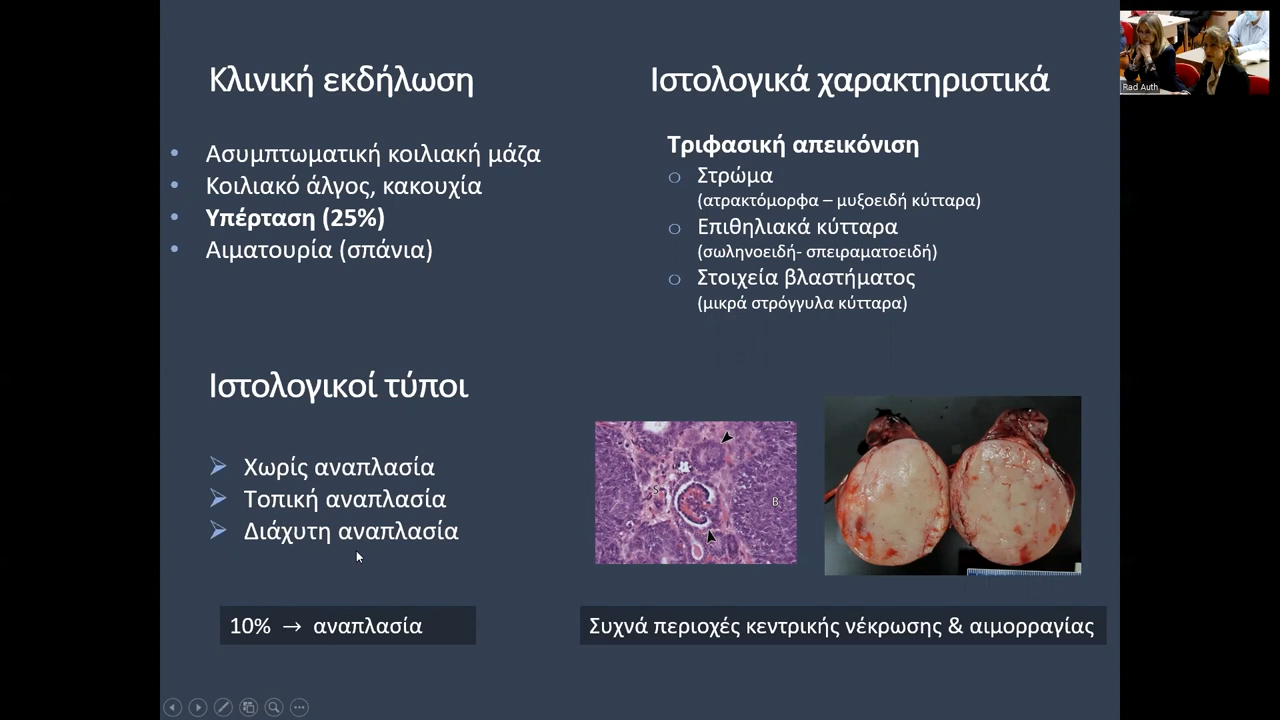 Κλινική εκδήλωση
• Ασυμπτωματική κοιλιακή μάζα
• Κοιλιακό άλγος, κακουχία
• Υπέρταση (25%)
• Αιματουρία (σπάνια)
Ιστολογικά χαρακτηριστικά
Τριφασική απεικόνιση
Στρώμα
(ατρακτόμορφα – μυξοειδή κύτταρα)
Επιθηλιακά κύτταρα
(σωληνοειδή- σπειραματοειδή)
Στοιχεία βλαστήματος
(μικρά στρόγγυλα κύτταρα)
Ιστολογικοί τύποι
Χωρίς αναπλασία
Τοπική αναπλασία
Διάχυτη αναπλασία
10% → αναπλασία
S
B
Συχνά περιοχές κεντρικής νέκρωσης & αιμορραγίας
Rad Auth